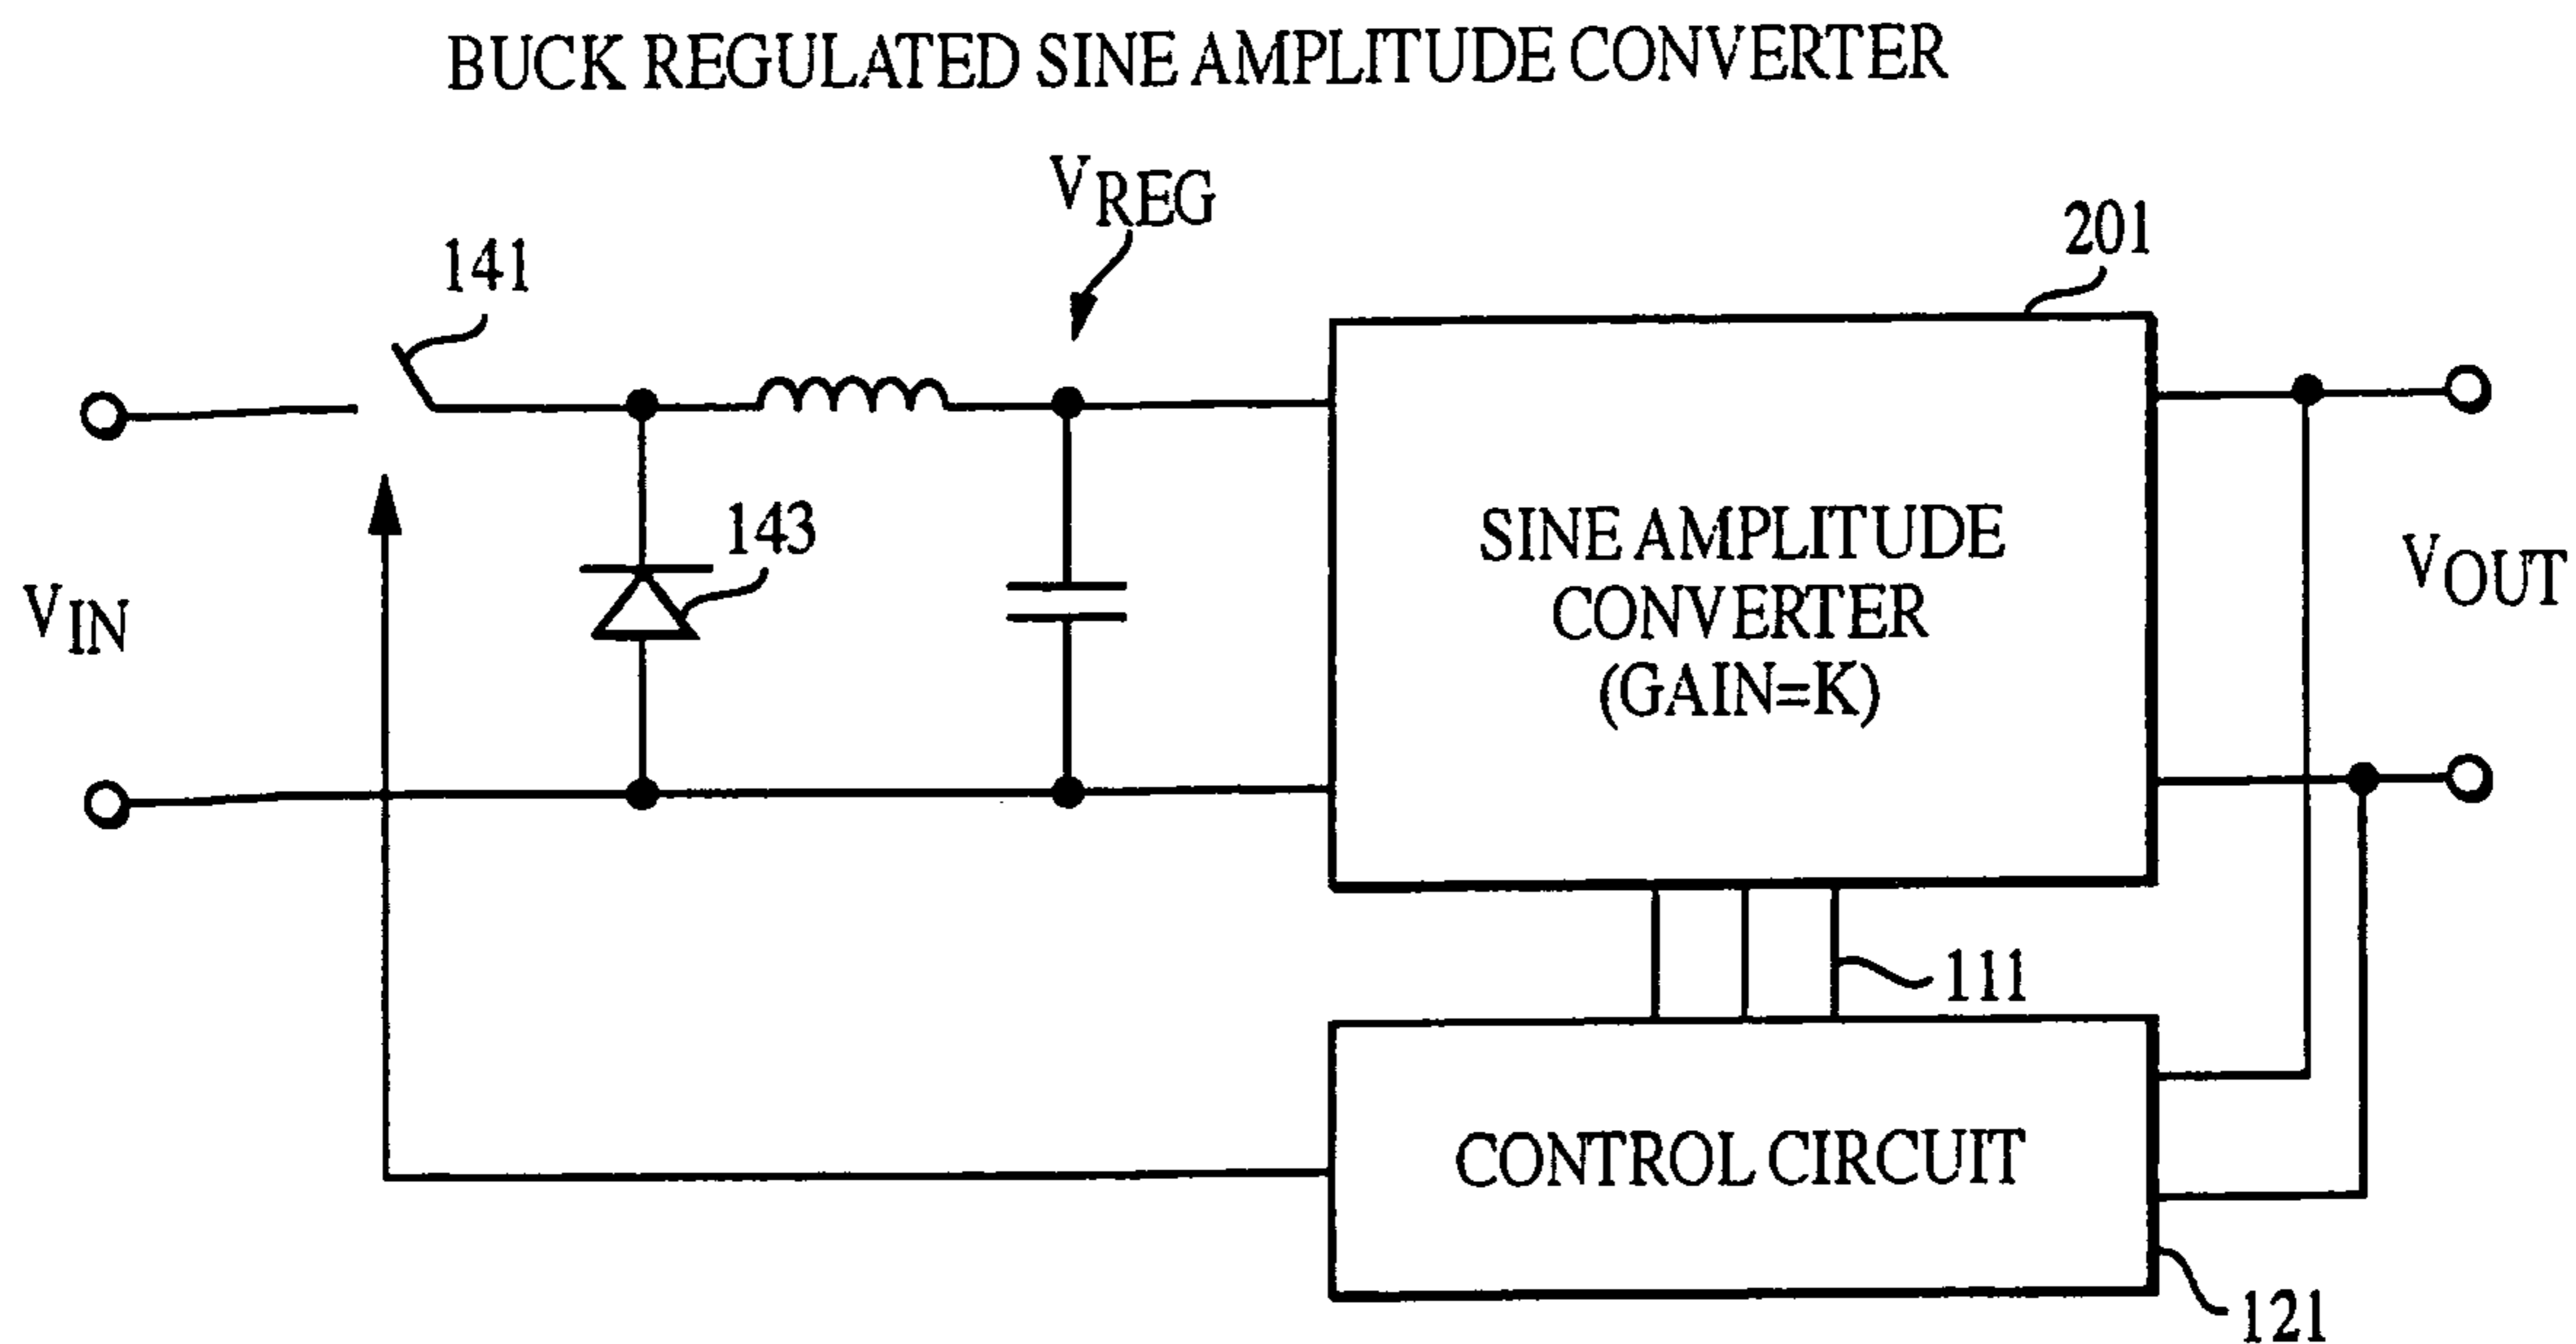 BUCK REGULATED SINE AMPLITUDE CONVERTER
VREG
201
141
143
VIN
SINE AMPLITUDE
CONVERTER
(GAIN=K)
VOUT
111
CONTROL CIRCUIT
121